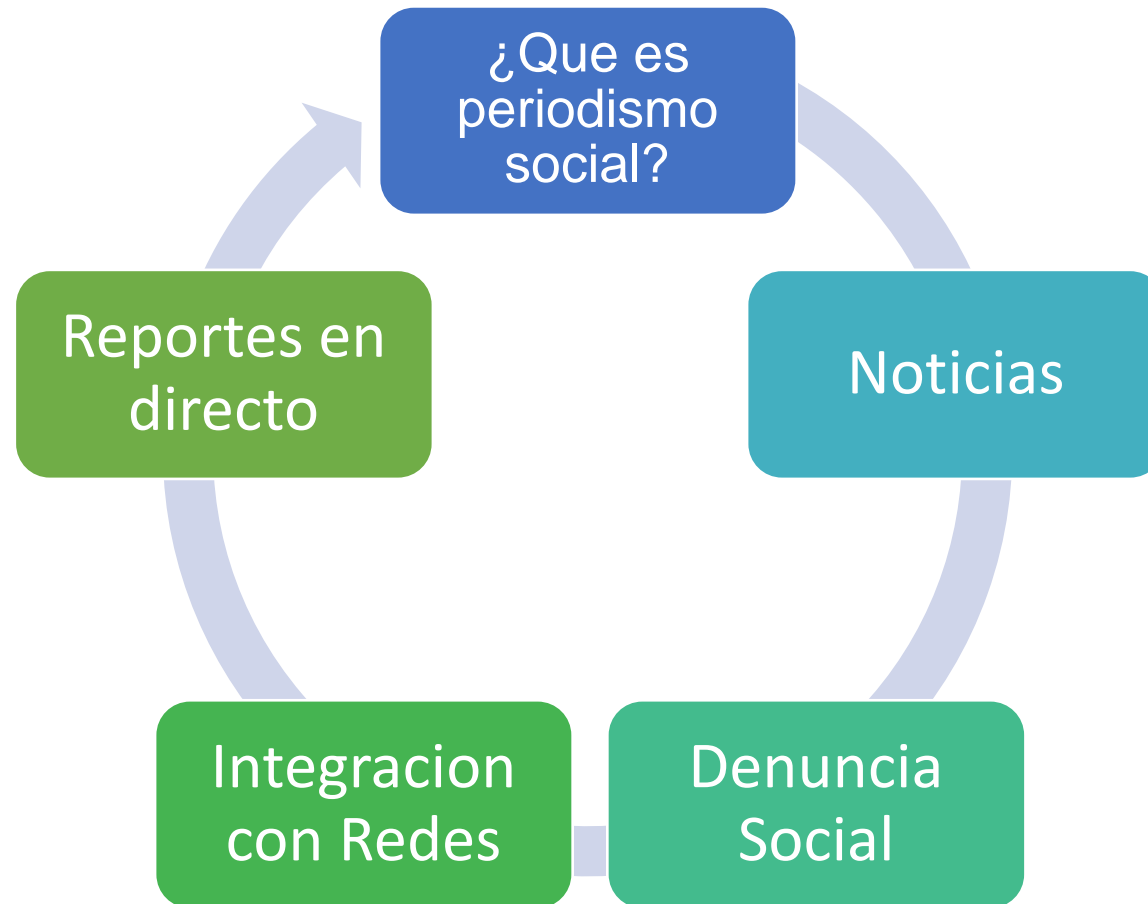 ¿Que es
periodismo
social?
Noticias
Denuncia
Social
Integracion
con Redes
Reportes en
directo